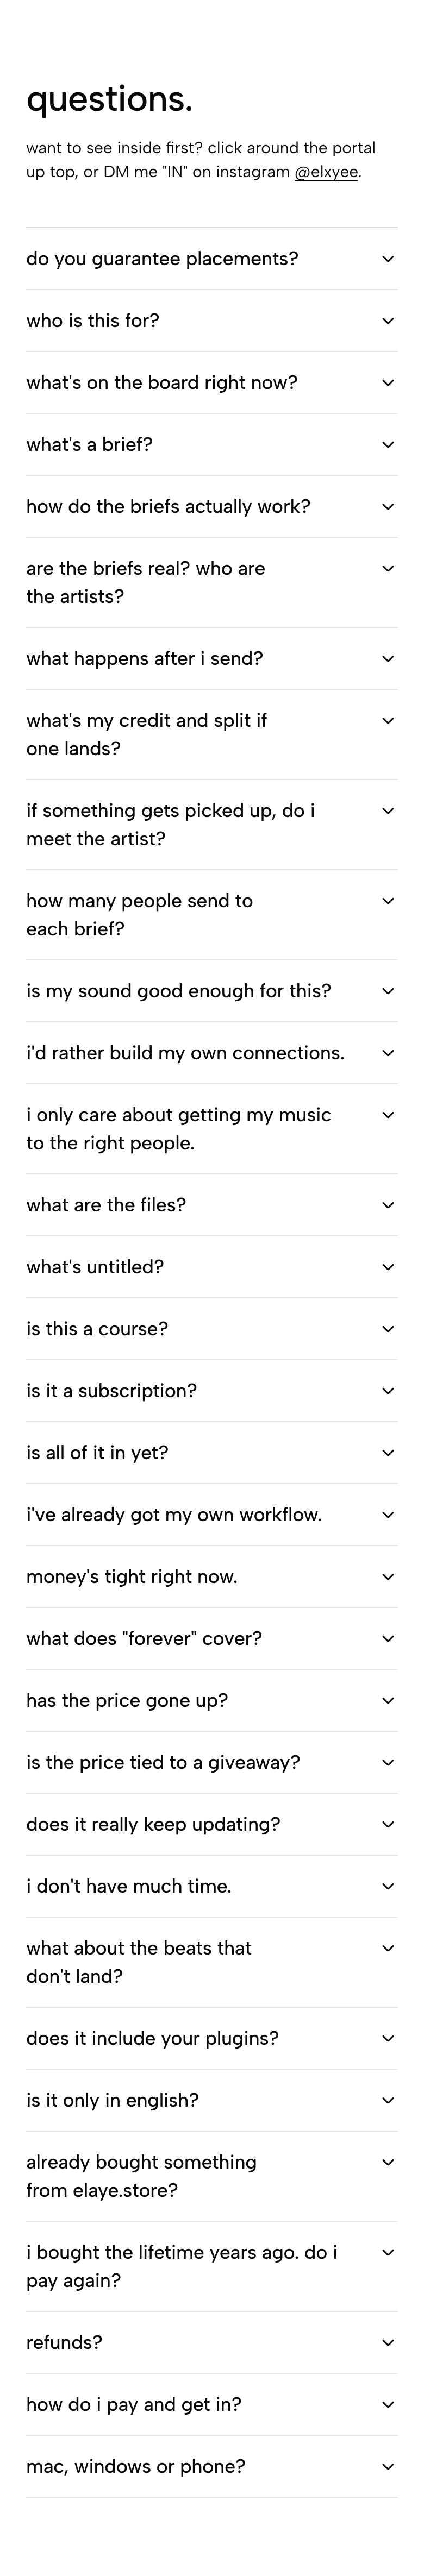 questions.
want to see inside first? click around the portal
up top, or DM me "IN" on instagram @elxyee.
do you guarantee placements?
who is this for?
what's on the board right now?
what's a brief?
how do the briefs actually work?
are the briefs real? who are
the artists?
what happens after i send?
what's my credit and split if
one lands?
if something gets picked up, do i
meet the artist?
how many people send to
each brief?
is my sound good enough for this?
i'd rather build my own connections.
i only care about getting my music
to the right people.
what are the files?
what's untitled?
is this a course?
is it a subscription?
is all of it in yet?
i've already got my own workflow.
money's tight right now.
what does "forever" cover?
has the price gone up?
is the price tied to a giveaway?
does it really keep updating?
i don't have much time.
what about the beats that
don't land?
does it include your plugins?
is it only in english?
already bought something
from elaye.store?
i bought the lifetime years ago. do i
pay again?
refunds?
how do i pay and get in?
mac, windows or phone?